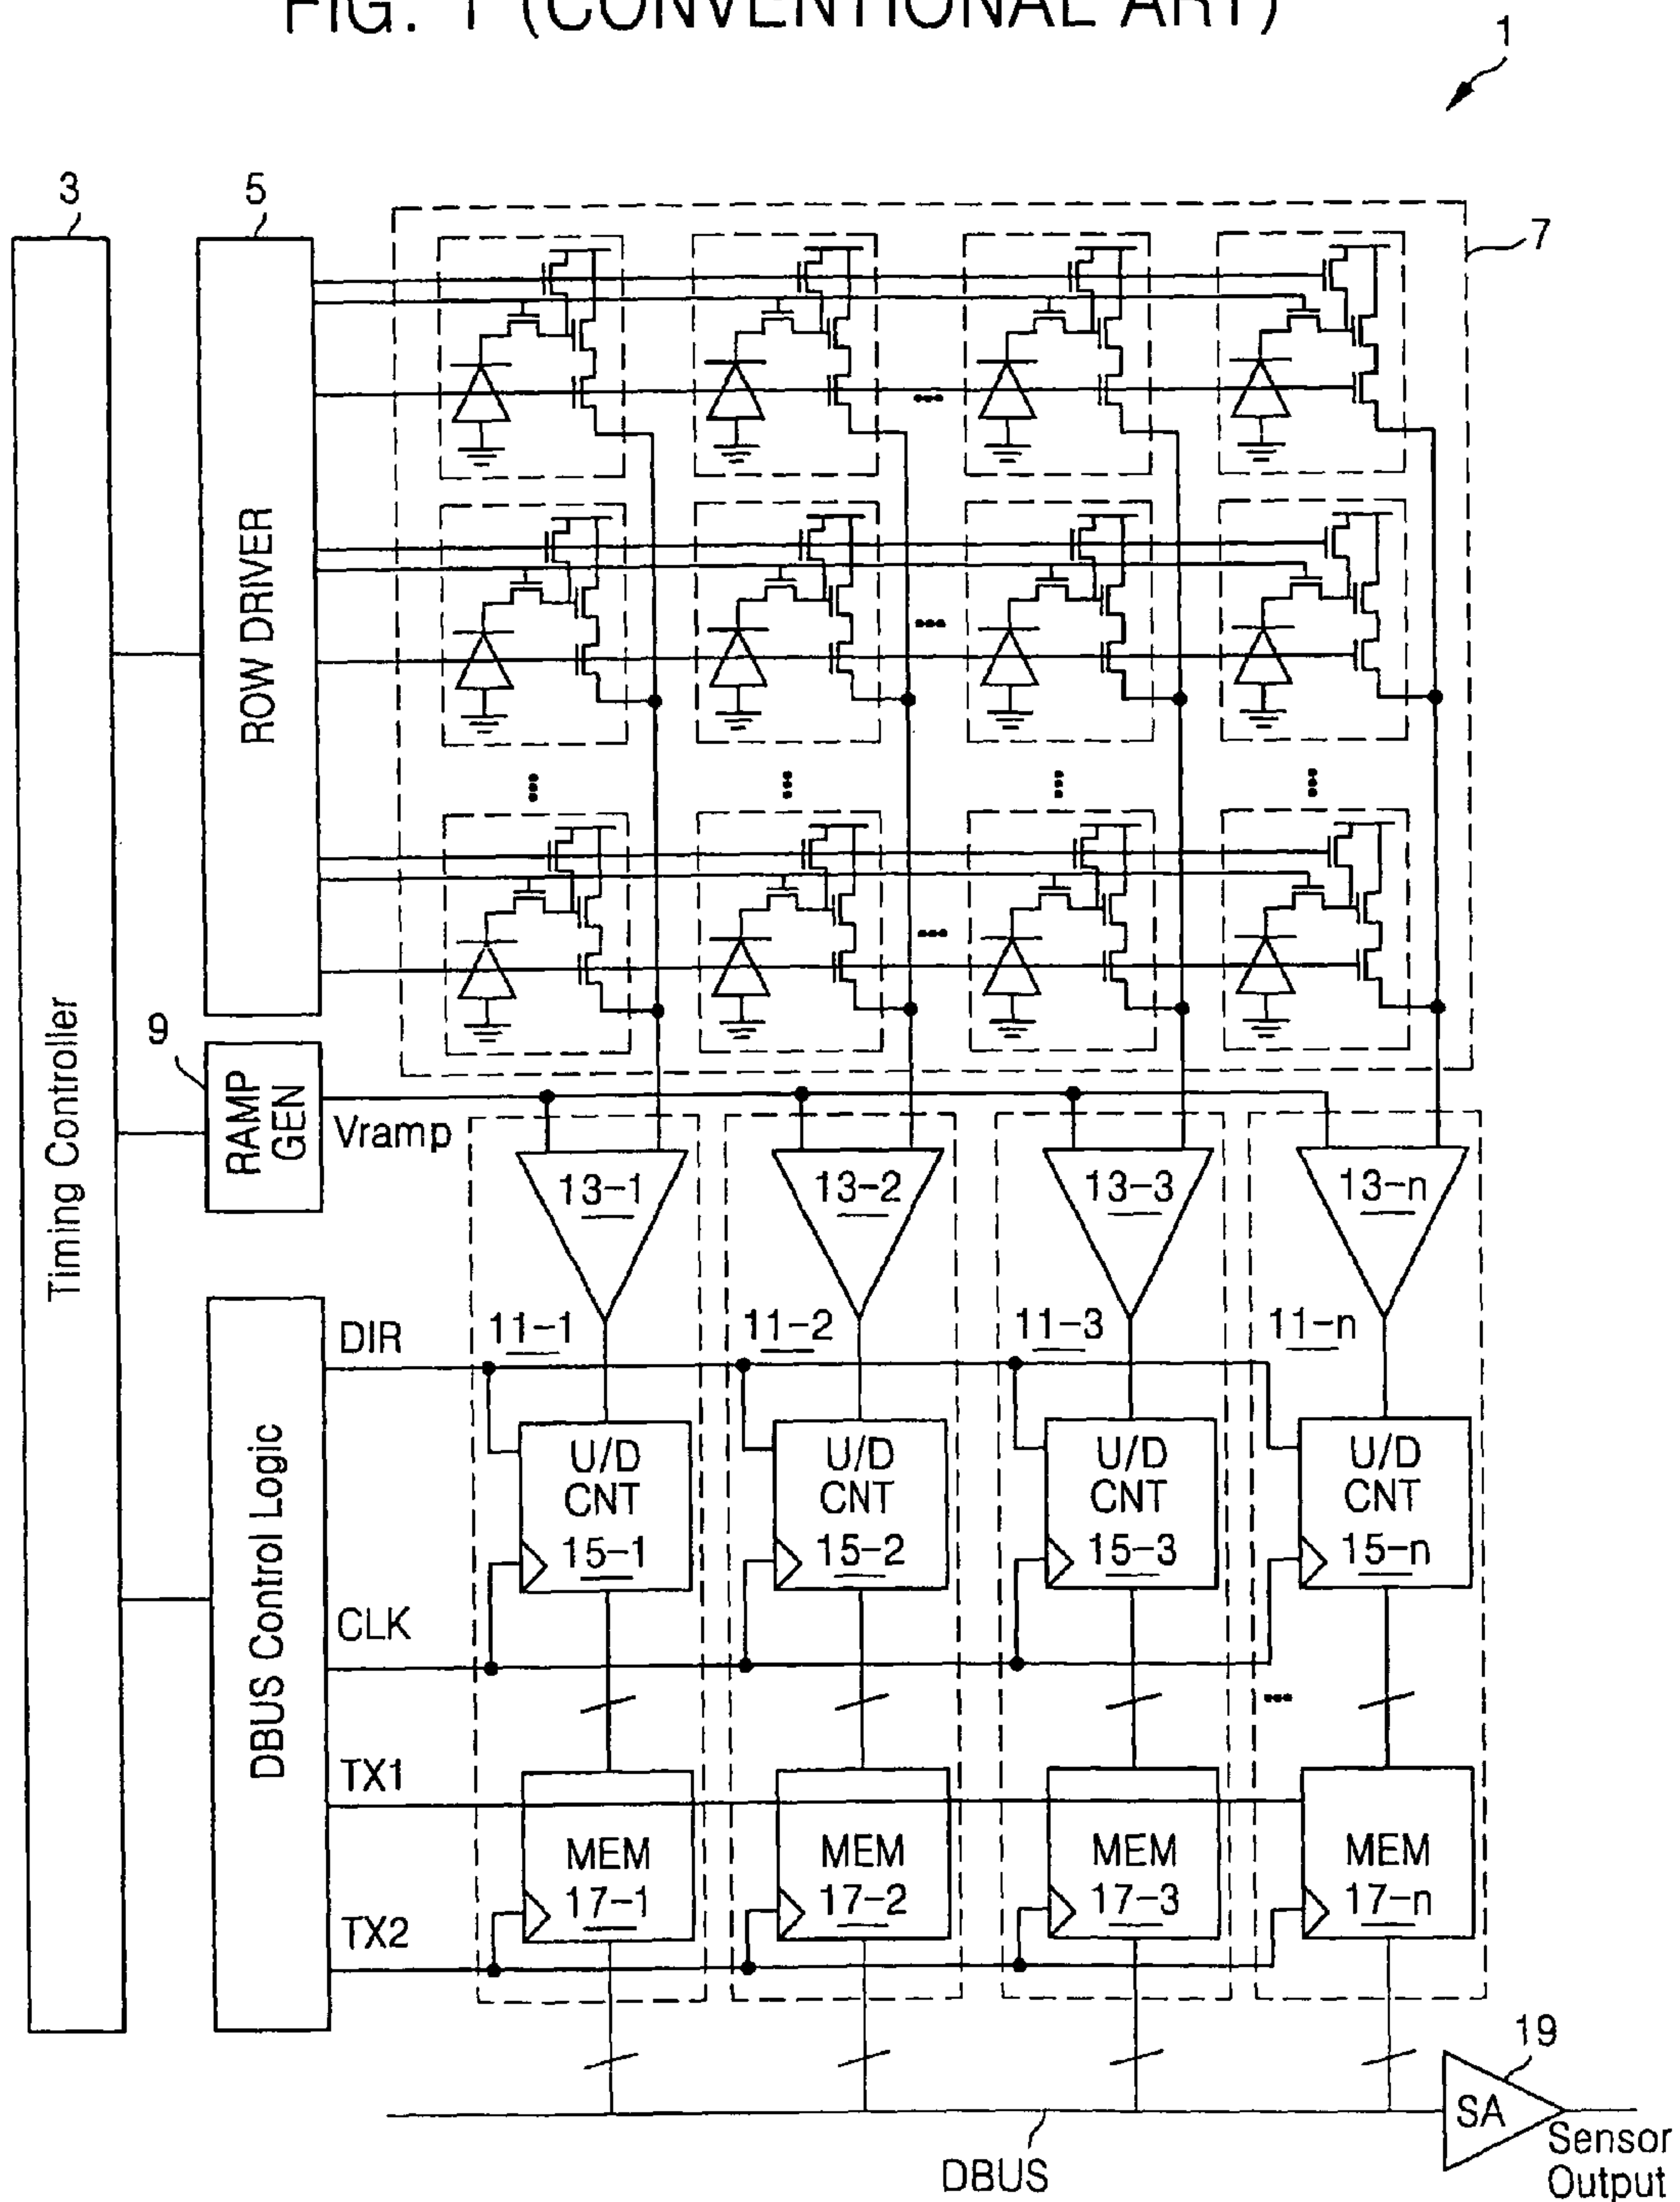 FIG. 1 (CONVENTIONAL ART)
1
3
5
7
ROW DRIVER
Timing Controller
9
RAMP
GEN
Vramp
13-1
13-2
13-3
13-n
DIR
11-1
11-2
11-3
11-n
DBUS Control Logic
U/D
CNT
15-1
U/D
CNT
15-2
U/D
CNT
15-3
U/D
CNT
15-n
CLK
TX1
MEM
17-1
MEM
17-2
MEM
17-3
MEM
17-n
TX2
19
SA
Sensor
Output
DBUS